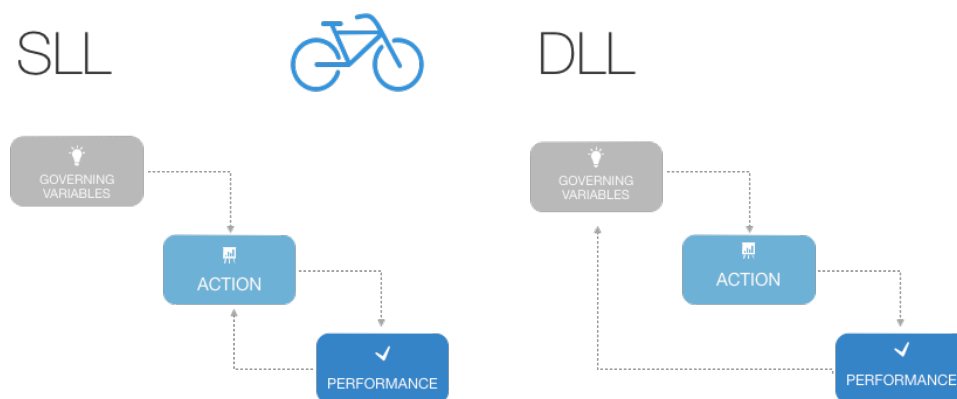 SLL
GOVERNING
VARIABLES
ACTION
PERFORMANCE
DLL
GOVERNING
VARIABLES
ACTION
PERFORMANCE